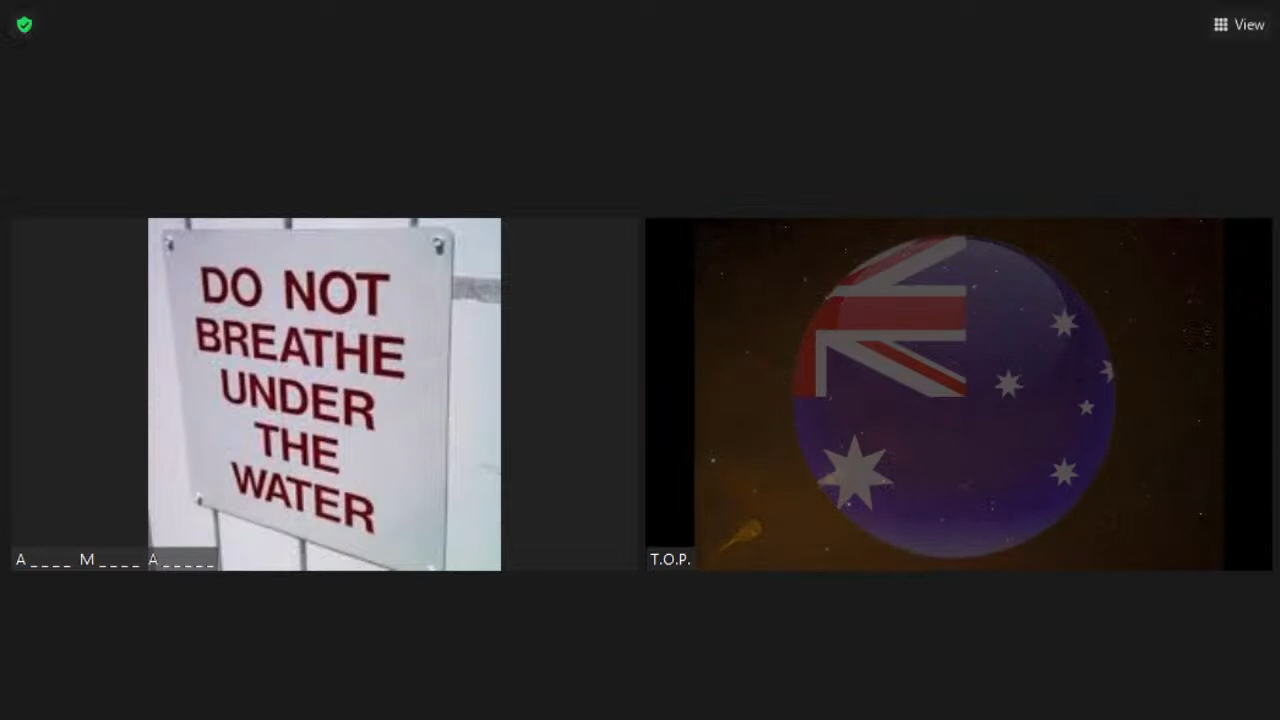 View
DO NOT
BREATHE
UNDER
THE
WATER
A _ _ _ _ M _ _ _ _ A _ _ _ _ _
T.O.P.